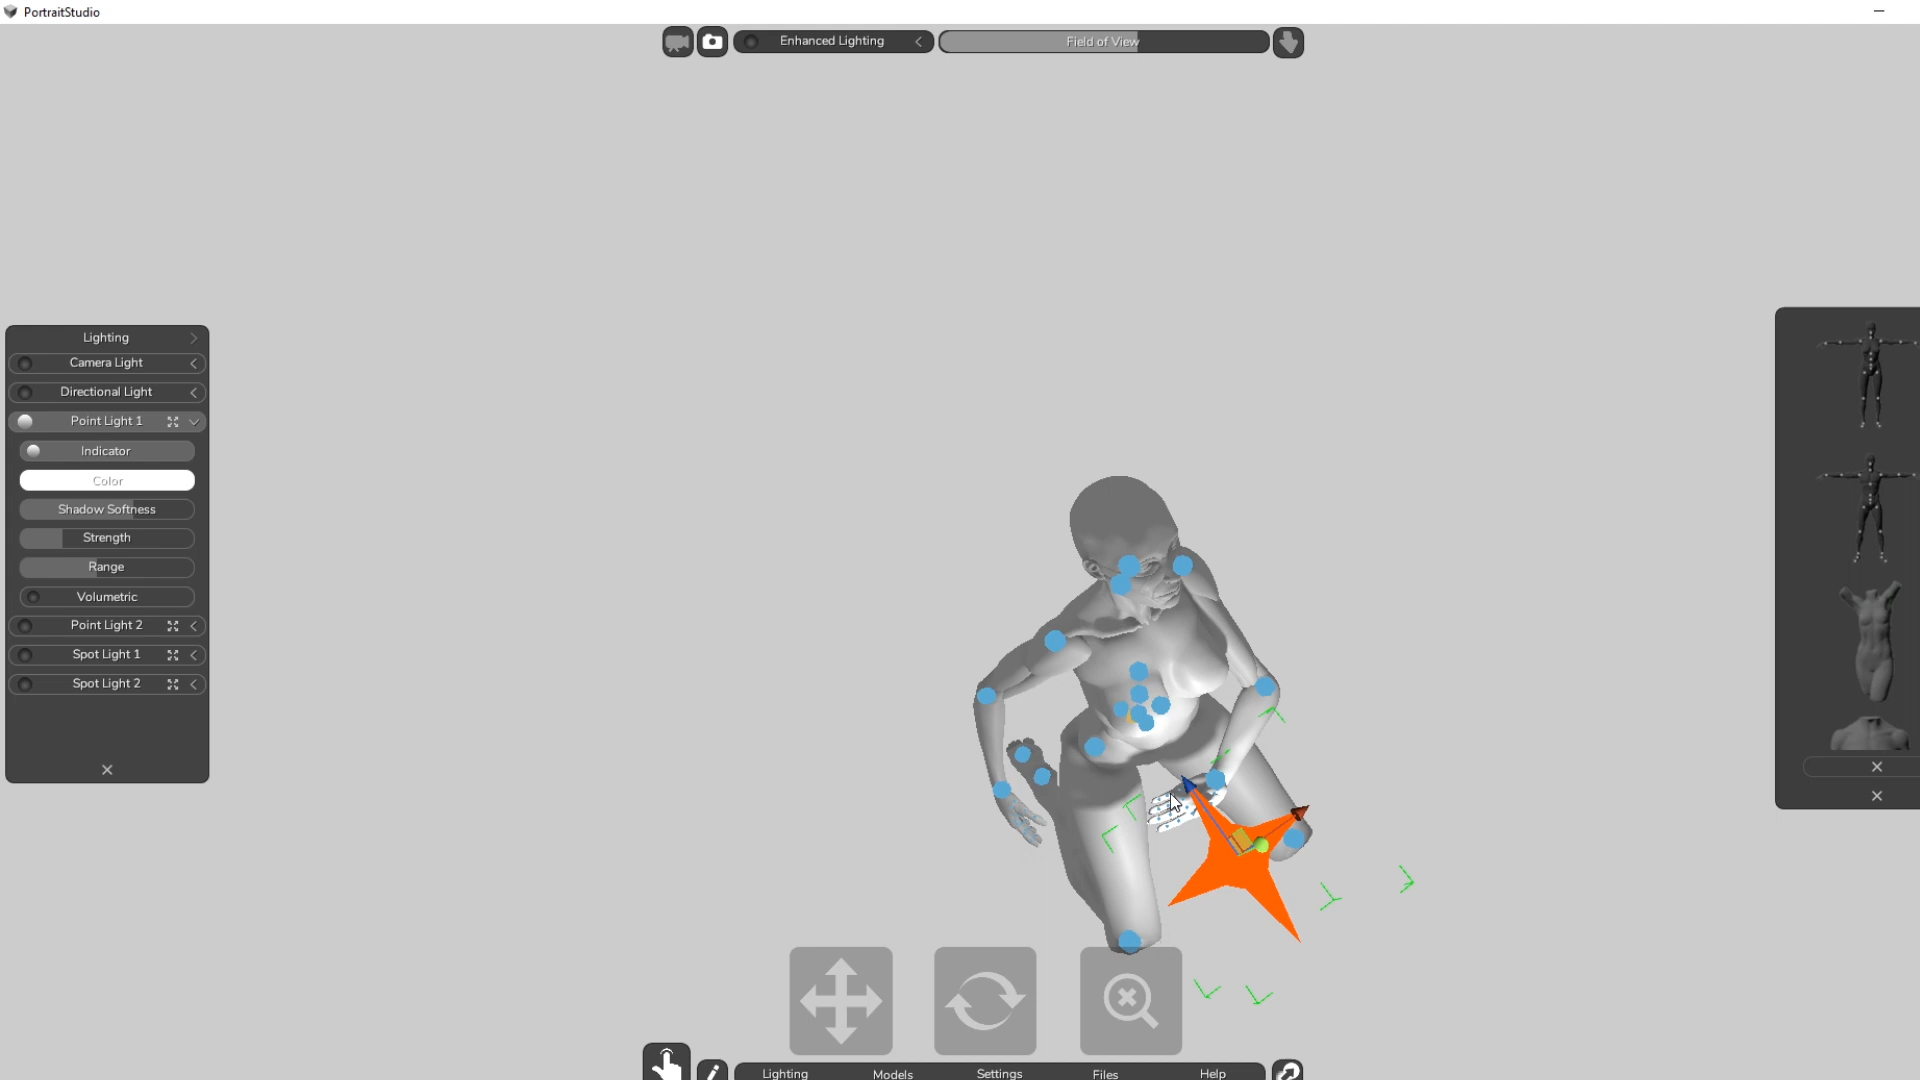 PortraitStudio
Enhanced Lighting
Field of View
Lighting
Camera Light
Directional Light
Point Light 1
Indicator
Color
Shadow Softness
Strength
Range
Volumetric
Point Light 2
Spot Light 1
Spot Light 2
Lighting Models Settings Files Help